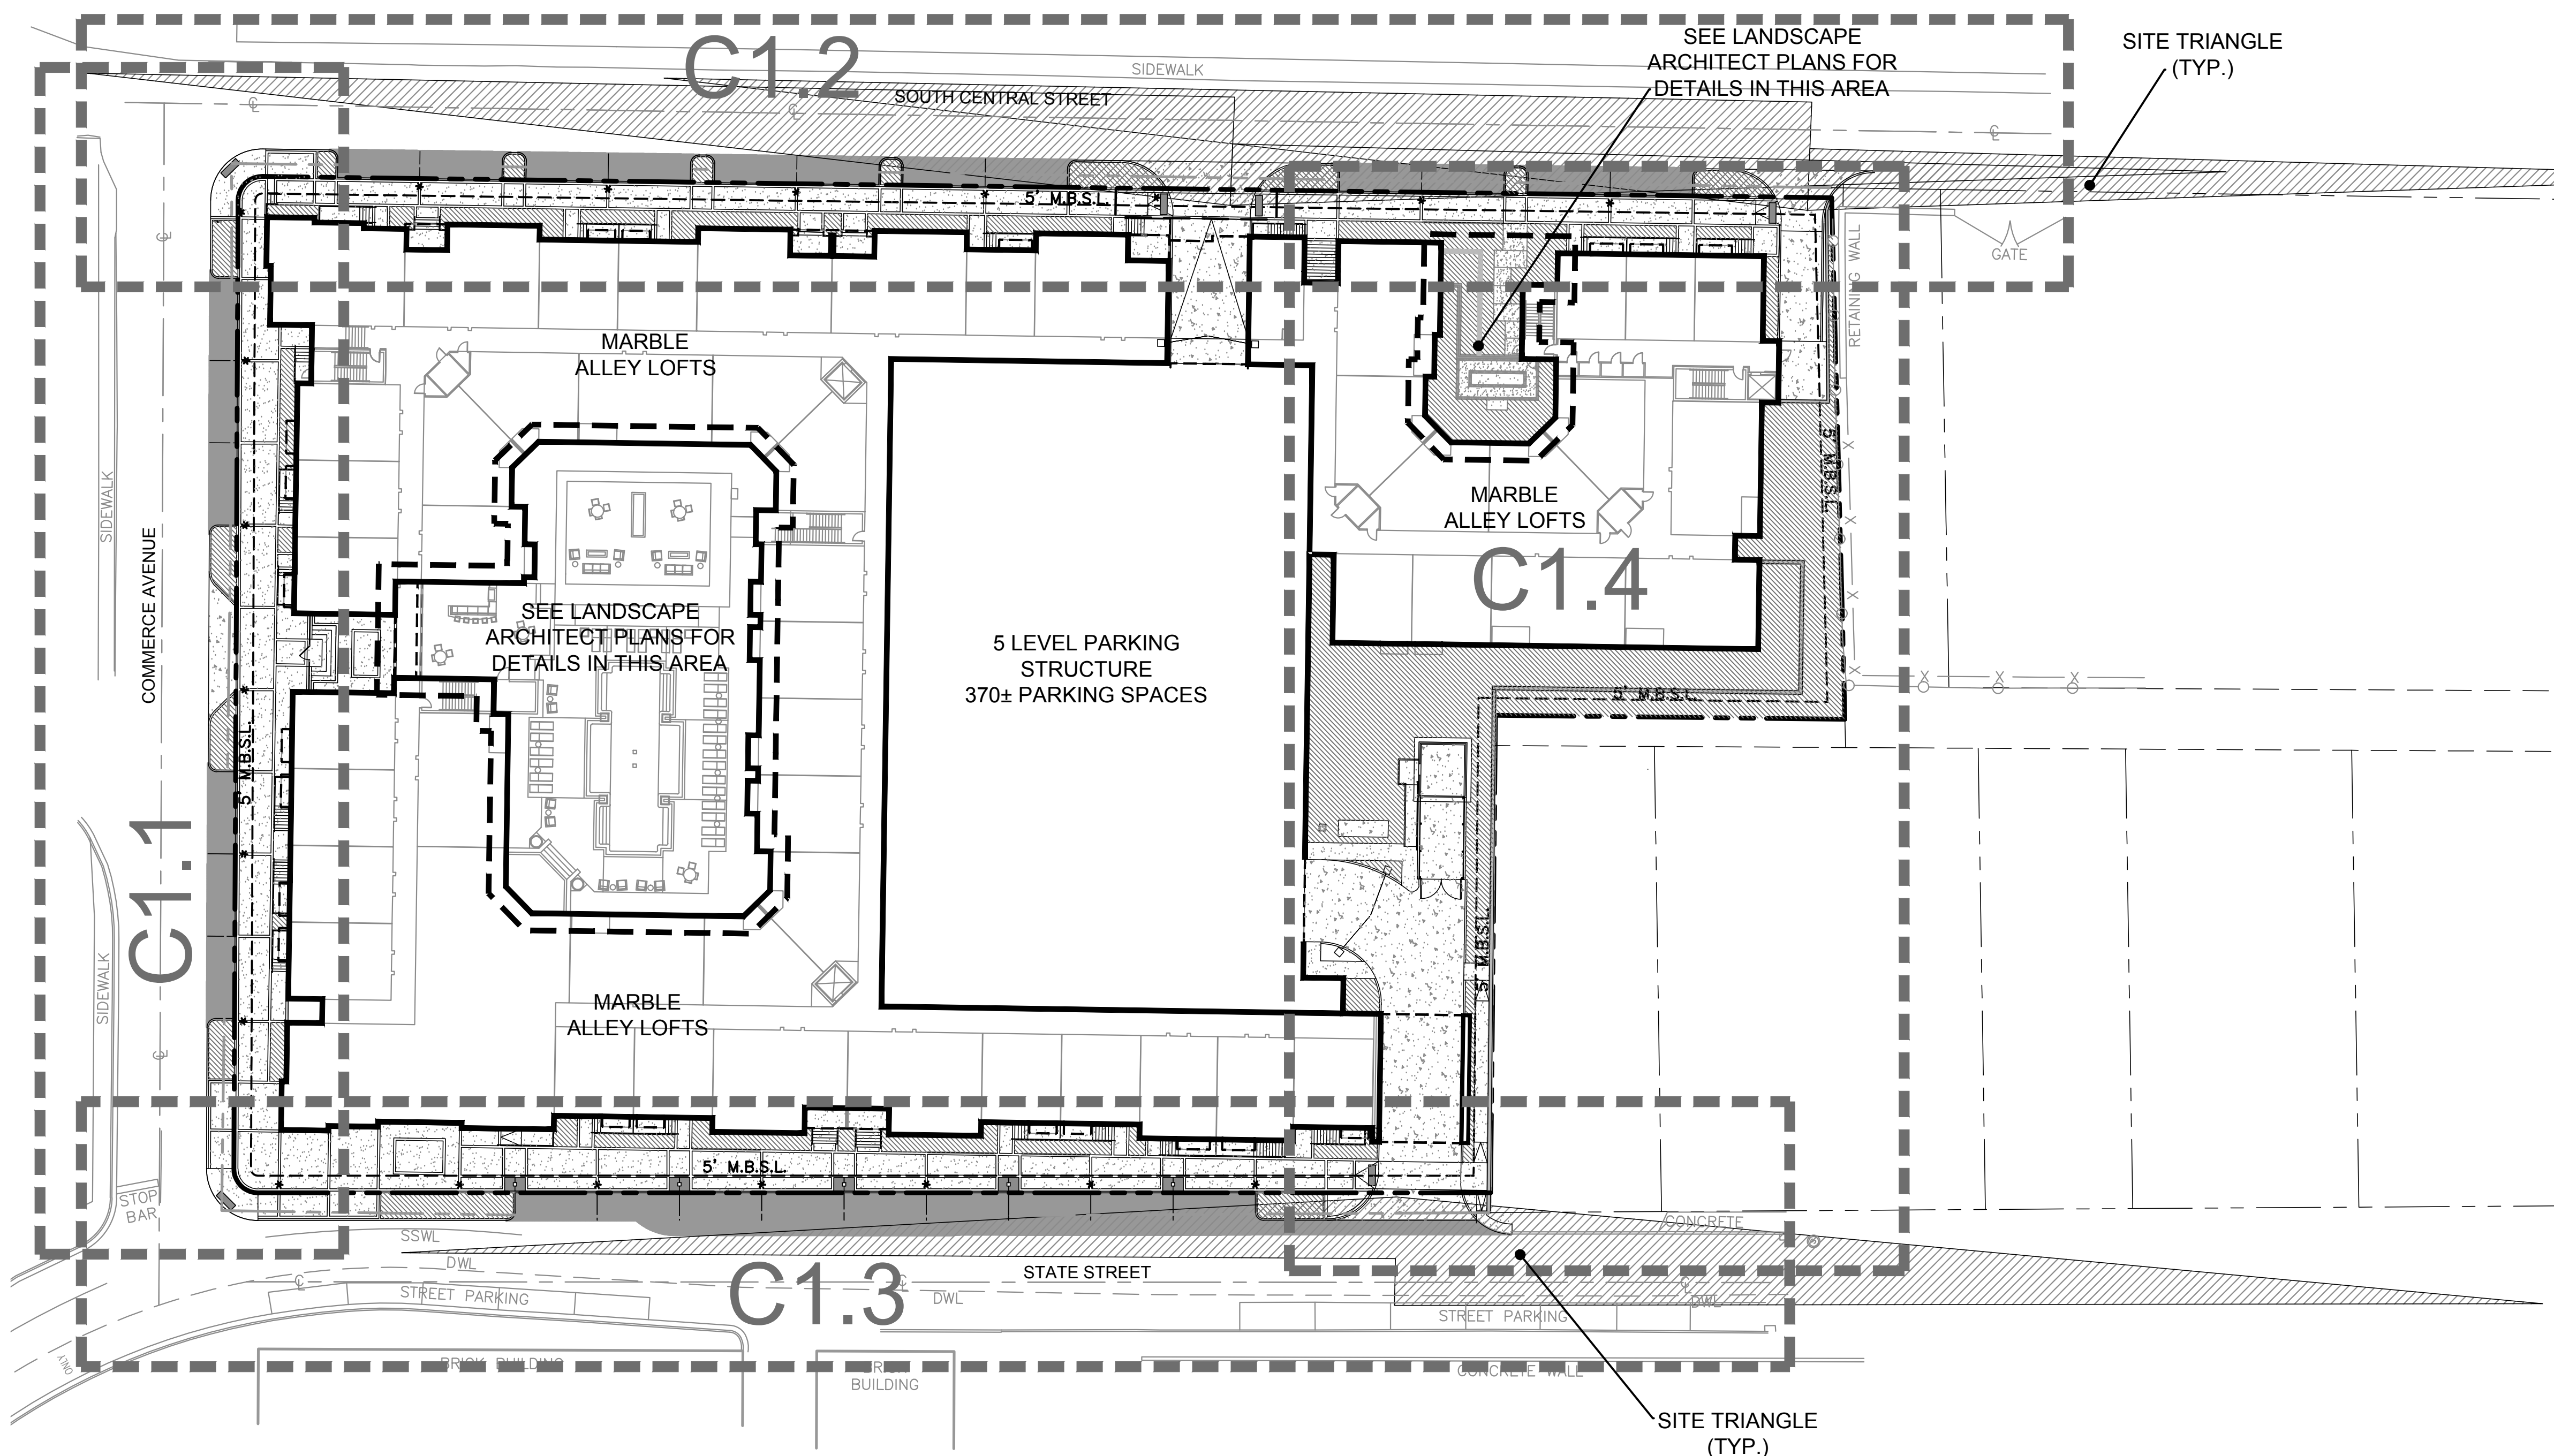 C1.2
SEE LANDSCAPE
ARCHITECT PLANS FOR
DETAILS IN THIS AREA
SITE TRIANGLE
(TYP.)
SIDEWALK
SOUTH CENTRAL STREET
5' M.B.S.L.
GATE
RETAINING WALL
MARBLE
ALLEY LOFTS
5' M.B.S.L.
SIDEWALK
COMMERCE AVENUE
MARBLE
ALLEY LOFTS
C1.4
SEE LANDSCAPE
ARCHITECT PLANS FOR
DETAILS IN THIS AREA
5 LEVEL PARKING
STRUCTURE
370± PARKING SPACES
5' M.B.S.L.
5' M.B.S.L.
C1.1
SIDEWALK
5' M.B.S.L.
MARBLE
ALLEY LOFTS
5' M.B.S.L.
STOP
BAR
SSWL
DWL
CONCRETE
STATE STREET
C1.3
STREET PARKING
DWL
DWL
STREET PARKING
ONLY
BRICK BUILDING
BRICK
BUILDING
CONCRETE WALL
SITE TRIANGLE
(TYP.)